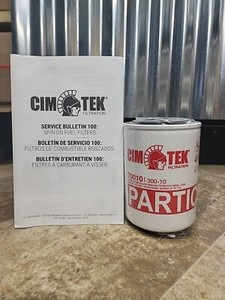 CIM TEK
FILTRATION
SERVICE BULLETIN 100:
SPIN ON FUEL FILTERS.
BOLETÍN DE SERVICIO 100:
FILTROS DE COMBUSTIBLE ROSCADOS.
BULLETIN D'ENTRETIEN 100:
FILTRES À CARBURANT À VISSER
CIM TEK
FILTRATION
70010 300-10
PARTIC